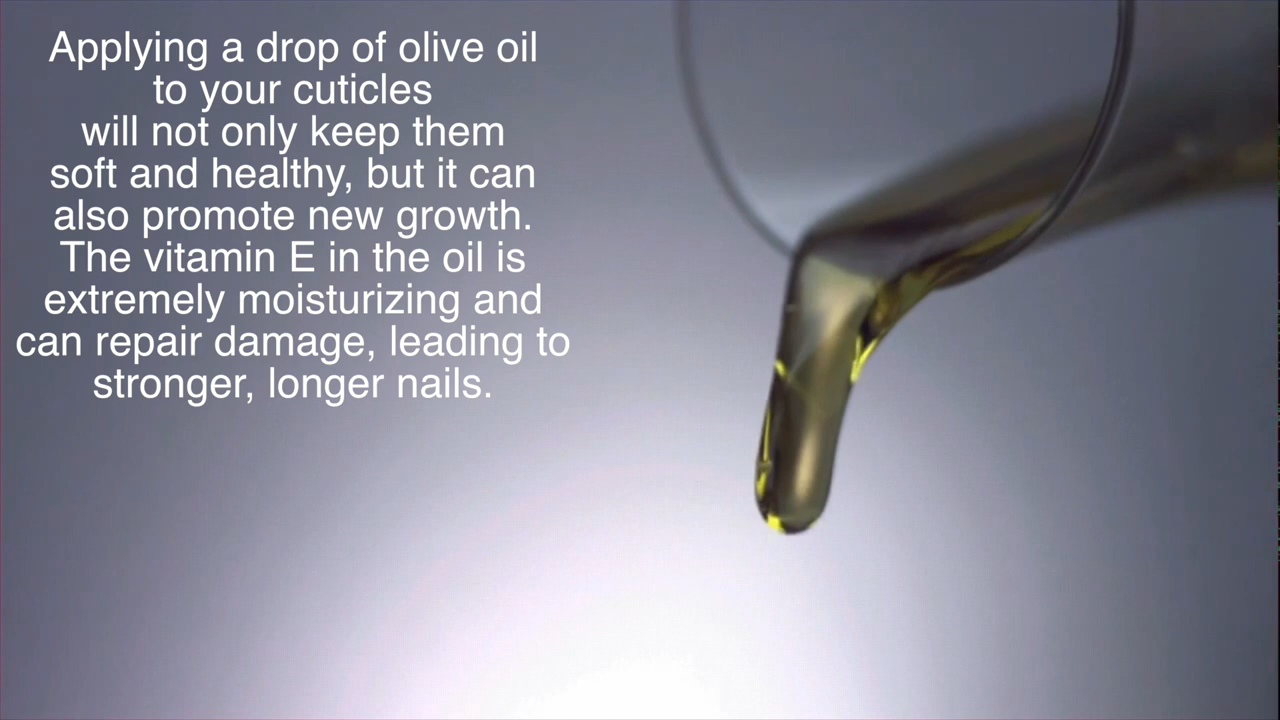 Applying a drop of olive oil
to your cuticles
will not only keep them
soft and healthy, but it can
also promote new growth.
The vitamin E in the oil is
extremely moisturizing and
can repair damage, leading to
stronger, longer nails.